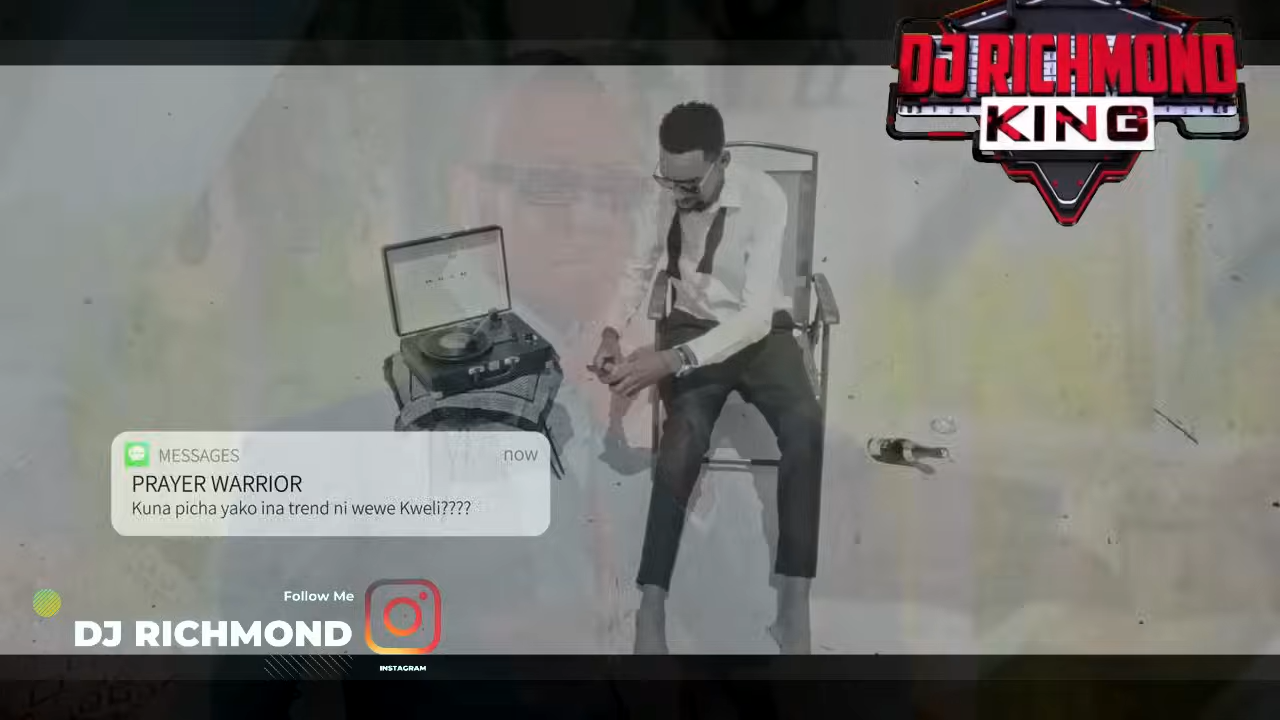 DJ RICHMOND
KING
MESSAGES
now
PRAYER WARRIOR
Kuna picha yako ina trend ni wewe Kweli????
Follow Me
DJ RICHMOND
INSTAGRAM